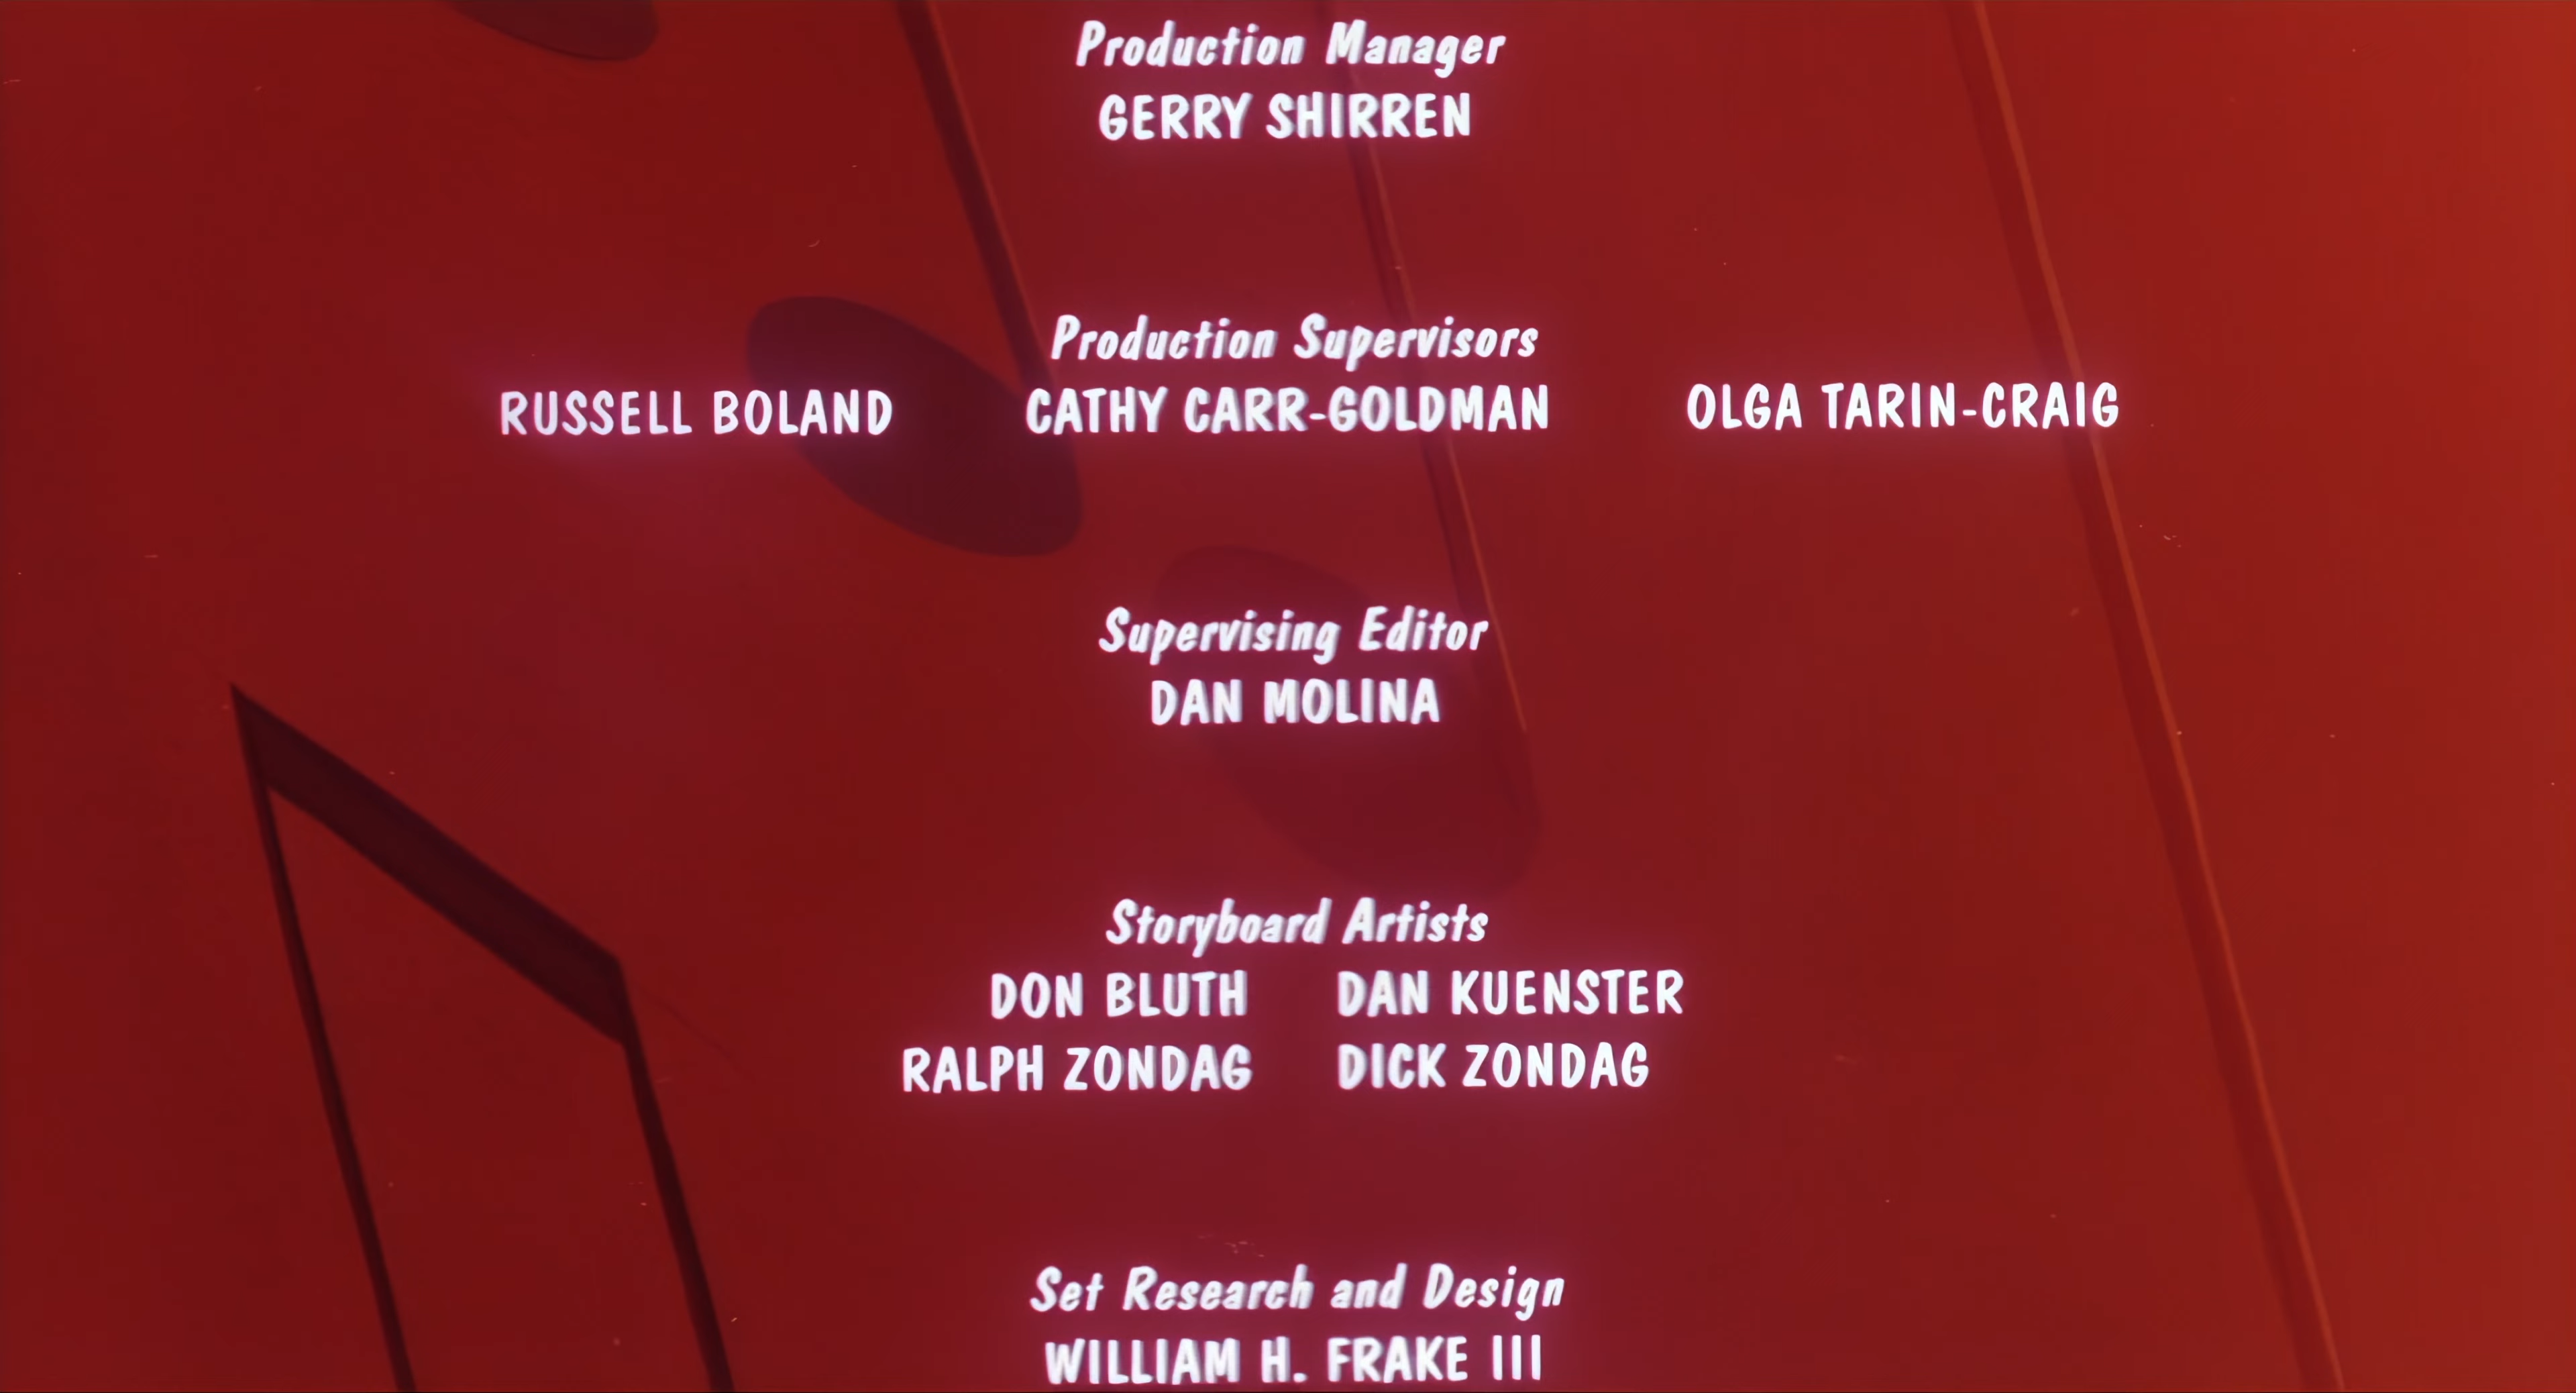 Production Manager
GERRY SHIRREN
Production Supervisors
RUSSELL BOLAND CATHY CARR-GOLDMAN OLGA TARIN-CRAIG
Supervising Editor
DAN MOLINA
Storyboard Artists
DON BLUTH DAN KUENSTER
RALPH ZONDAG DICK ZONDAG
Set Research and Design
WILLIAM H. FRAKE III